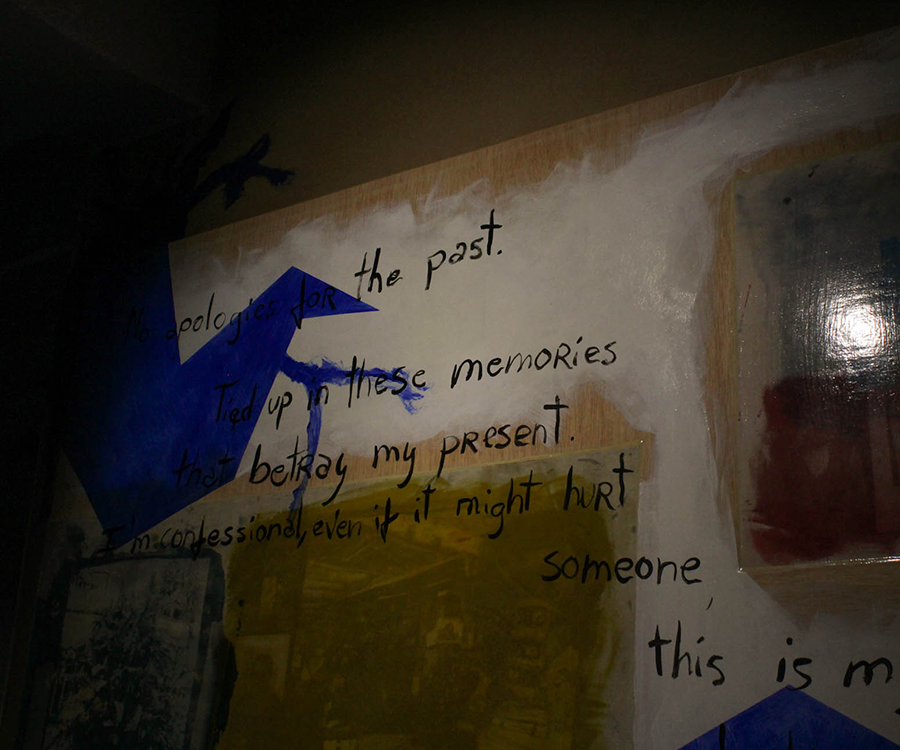 No apologies for the past.
Tied up in these memories
that betray my present.
I'm confessional, even if it might hurt
someone,
this is m